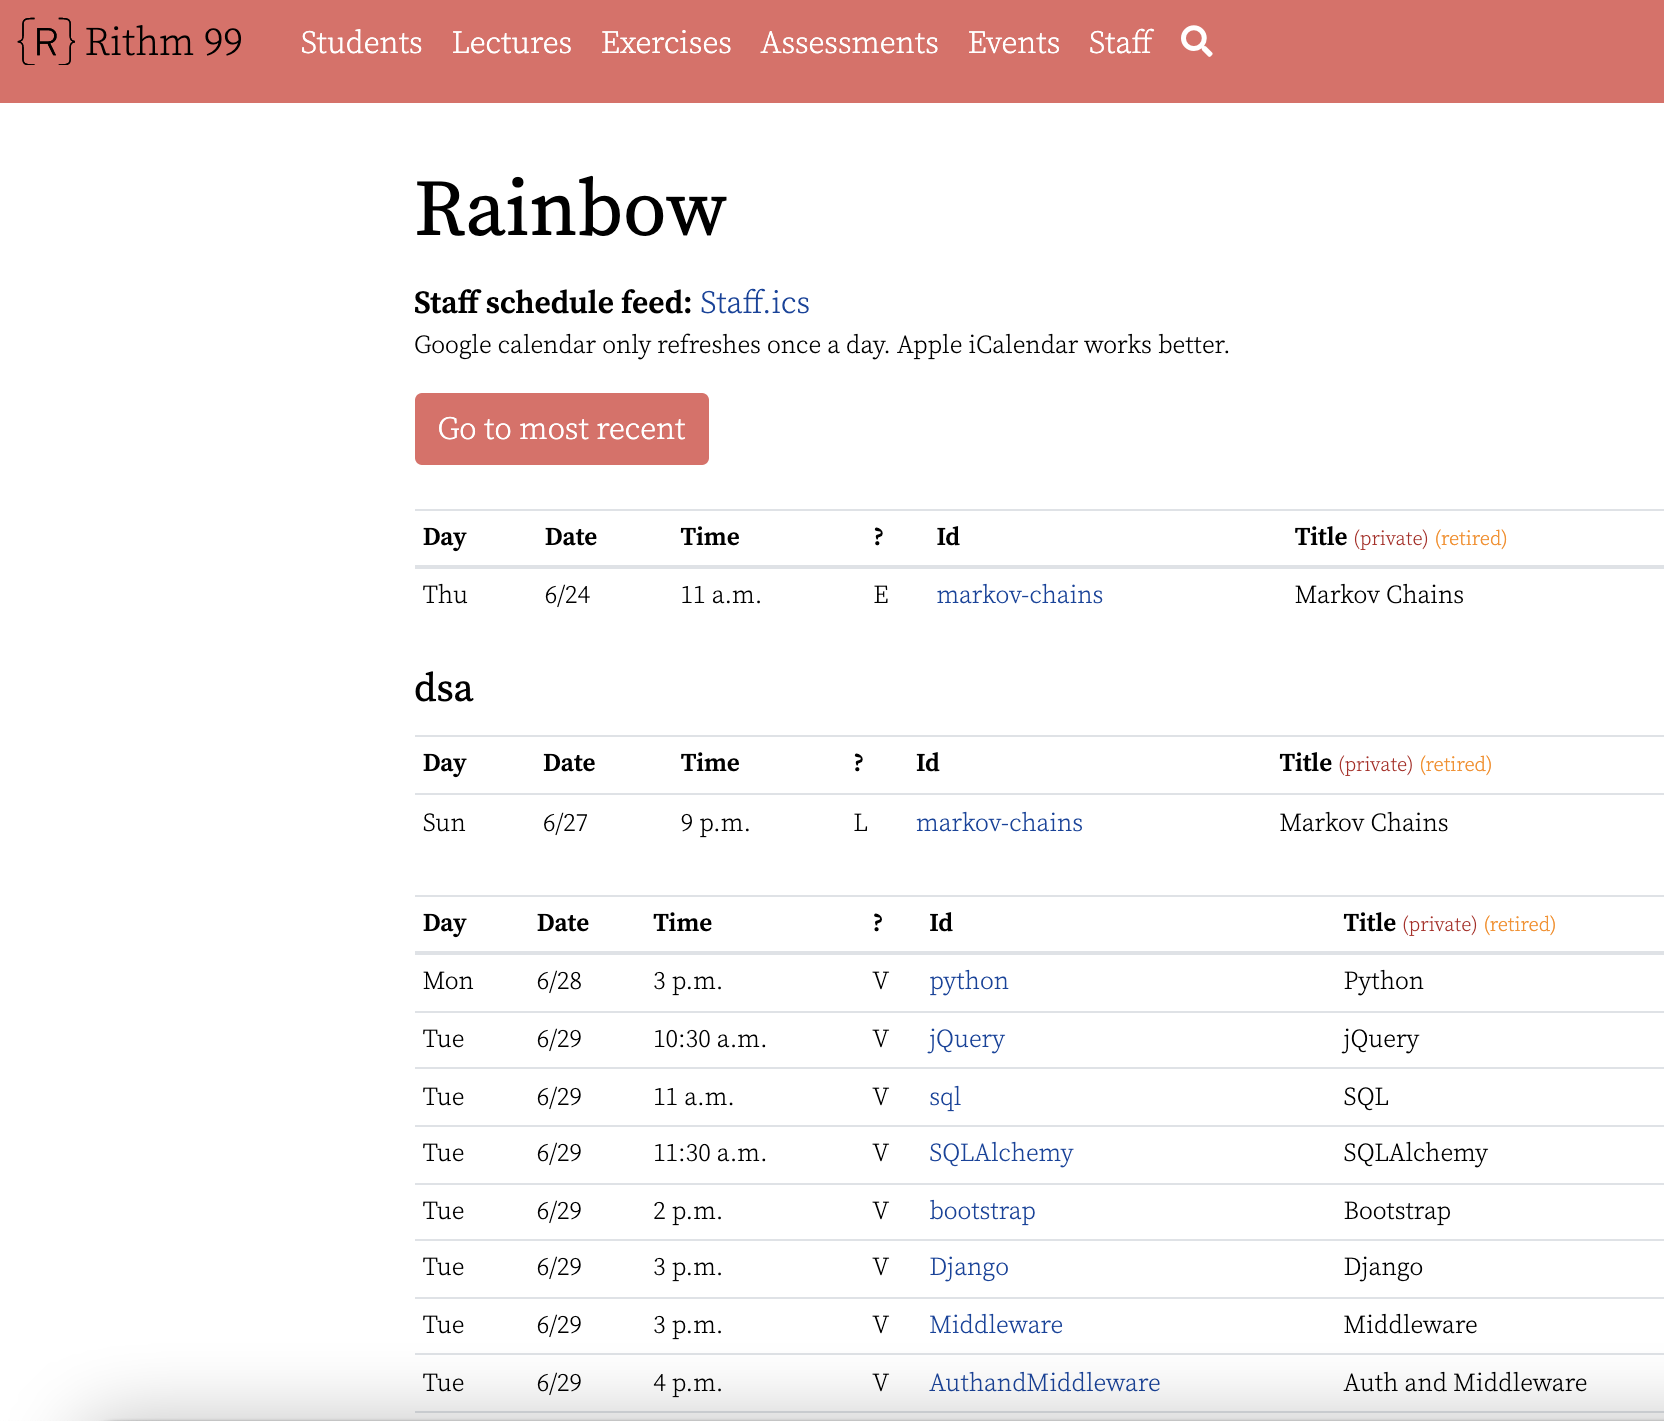 {R} Rithm 99 Students Lectures Exercises Assessments Events Staff
Rainbow
Staff schedule feed: Staff.ics
Google calendar only refreshes once a day. Apple iCalendar works better.
Go to most recent
Day Date Time ? Id Title (private) (retired)
Thu 6/24 11 a.m. E markov-chains Markov Chains
dsa
Day Date Time ? Id Title (private) (retired)
Sun 6/27 9 p.m. L markov-chains Markov Chains
Day Date Time ? Id Title (private) (retired)
Mon 6/28 3 p.m. V python Python
Tue 6/29 10:30 a.m. V jQuery jQuery
Tue 6/29 11 a.m. V sql SQL
Tue 6/29 11:30 a.m. V SQLAlchemy SQLAlchemy
Tue 6/29 2 p.m. V bootstrap Bootstrap
Tue 6/29 3 p.m. V Django Django
Tue 6/29 3 p.m. V Middleware Middleware
Tue 6/29 4 p.m. V AuthandMiddleware Auth and Middleware